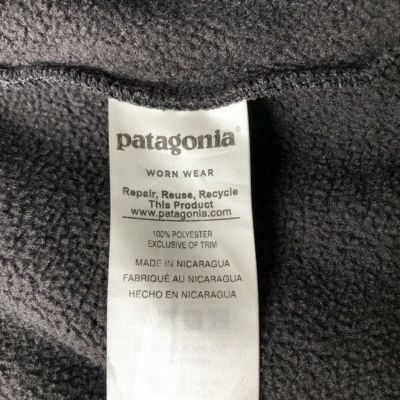 patagonia®
WORN WEAR
Repair, Reuse, Recycle
This Product
www.patagonia.com
100% POLYESTER
EXCLUSIVE OF TRIM
MADE IN NICARAGUA
FABRIQUÉ AU NICARAGUA
HECHO EN NICARAGUA